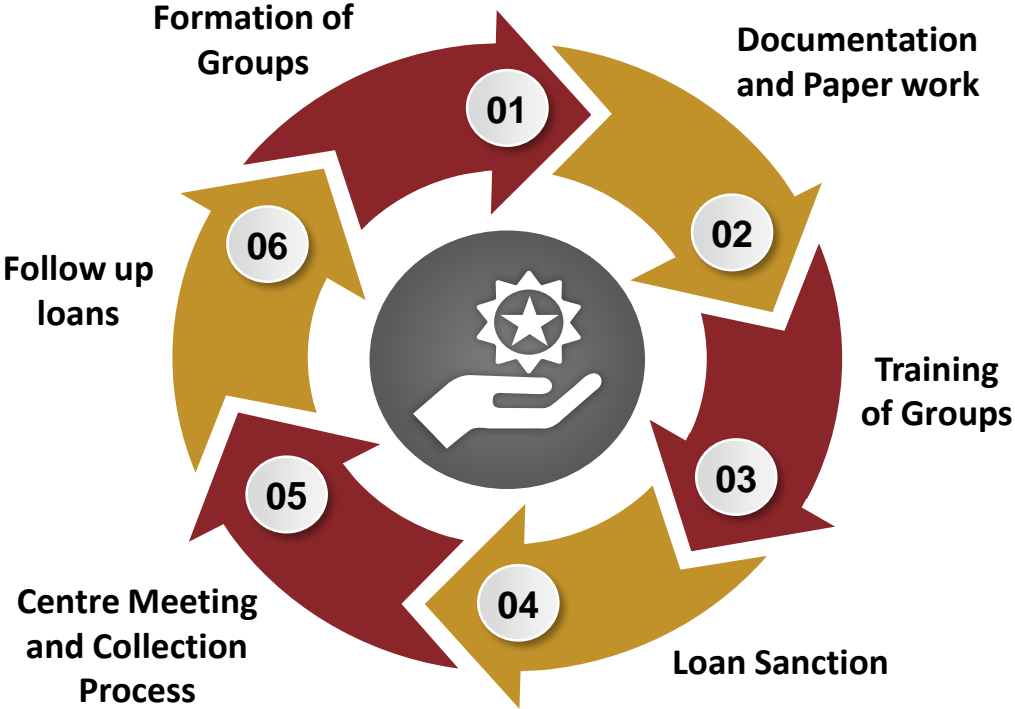 Formation of
Groups
01
Documentation
and Paper work
02
Training
of Groups
03
Loan Sanction
04
Centre Meeting
and Collection
Process
05
Follow up
loans
06